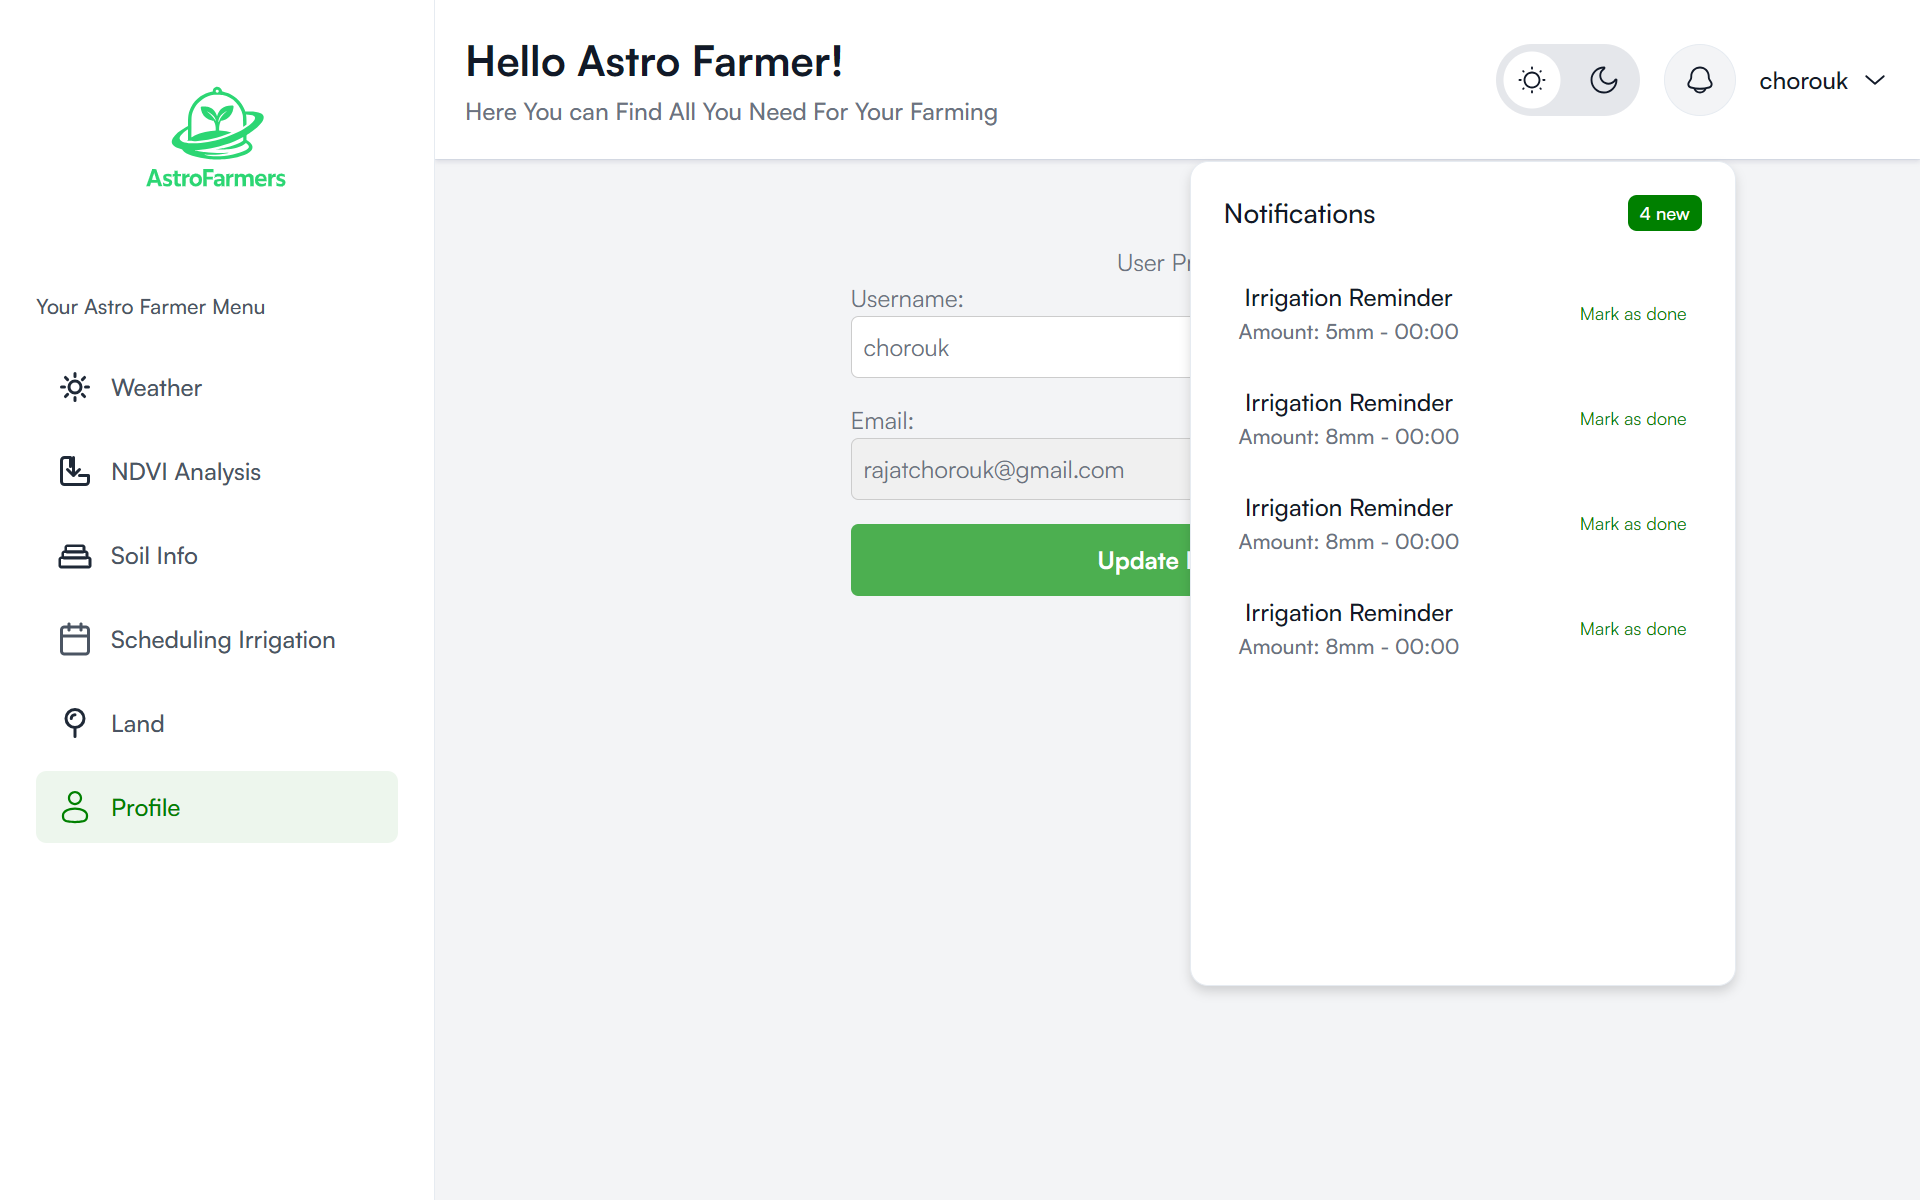 AstroFarmers
Your Astro Farmer Menu
Weather
NDVI Analysis
Soil Info
Scheduling Irrigation
Land
Profile
Hello Astro Farmer!
Here You can Find All You Need For Your Farming
chorouk
User Pr
Username:
chorouk
Email:
rajatchorouk@gmail.com
Update
Notifications
4 new
Irrigation Reminder
Amount: 5mm - 00:00
Mark as done
Irrigation Reminder
Amount: 8mm - 00:00
Mark as done
Irrigation Reminder
Amount: 8mm - 00:00
Mark as done
Irrigation Reminder
Amount: 8mm - 00:00
Mark as done